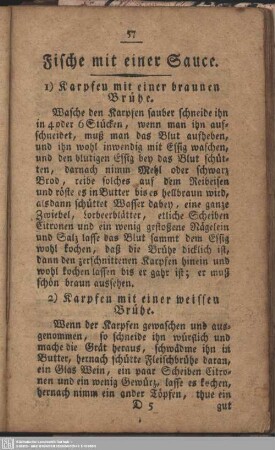 57
Fische mit einer Sauce.
1) Karpfen mit einer braunen
Brühe.
Wasche den Karpfen sauber schneide ihn
in 4 oder 6 Stücken, wenn man ihn auf-
schneidet, muß man das Blut aufheben,
und ihn wohl inwendig mit Essig waschen,
und den blutigen Essig bey das Blut schüt-
ten, darnach nimm Mehl oder schwarz
Brod, reibe solches auf dem Reibeisen
und röste es in Butter bis es hellbraun wird,
alsdann schüttet Wasser dabey, eine ganze
Zwiebel, Lorbeerblätter, etliche Scheiben
Citronen und ein wenig gestoßene Nägelein
und Salz lasse das Blut sammt dem Essig
wohl kochen, daß die Brühe dicklich ist,
dann den zerschnittenen Karpfen hinein und
wohl kochen lassen bis er gahr ist; er muß
schön braun aussehen.
2) Karpfen mit einer weissen
Brühe.
Wenn der Karpfen gewaschen und aus-
genommen, so schneide ihn würflich und
mache die Grät heraus, schwädme ihn in
Butter, hernach schütte Fleischbrühe daran,
ein Glas Wein, ein paar Scheiben Citro-
nen und ein wenig Gewürz, lasse es kochen,
hernach nimm ein ander Töpfen, thue ein
D 5 gut